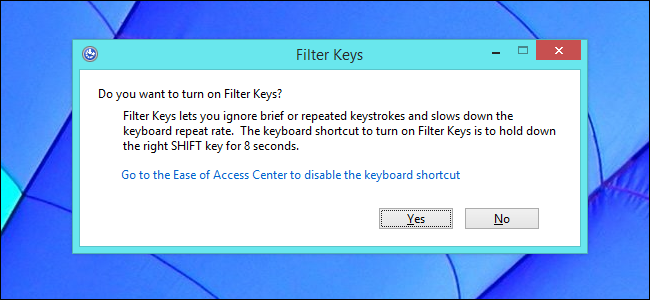 Filter Keys
Do you want to turn on Filter Keys?
Filter Keys lets you ignore brief or repeated keystrokes and slows down the
keyboard repeat rate.  The keyboard shortcut to turn on Filter Keys is to hold down
the right SHIFT key for 8 seconds.
Go to the Ease of Access Center to disable the keyboard shortcut
Yes No